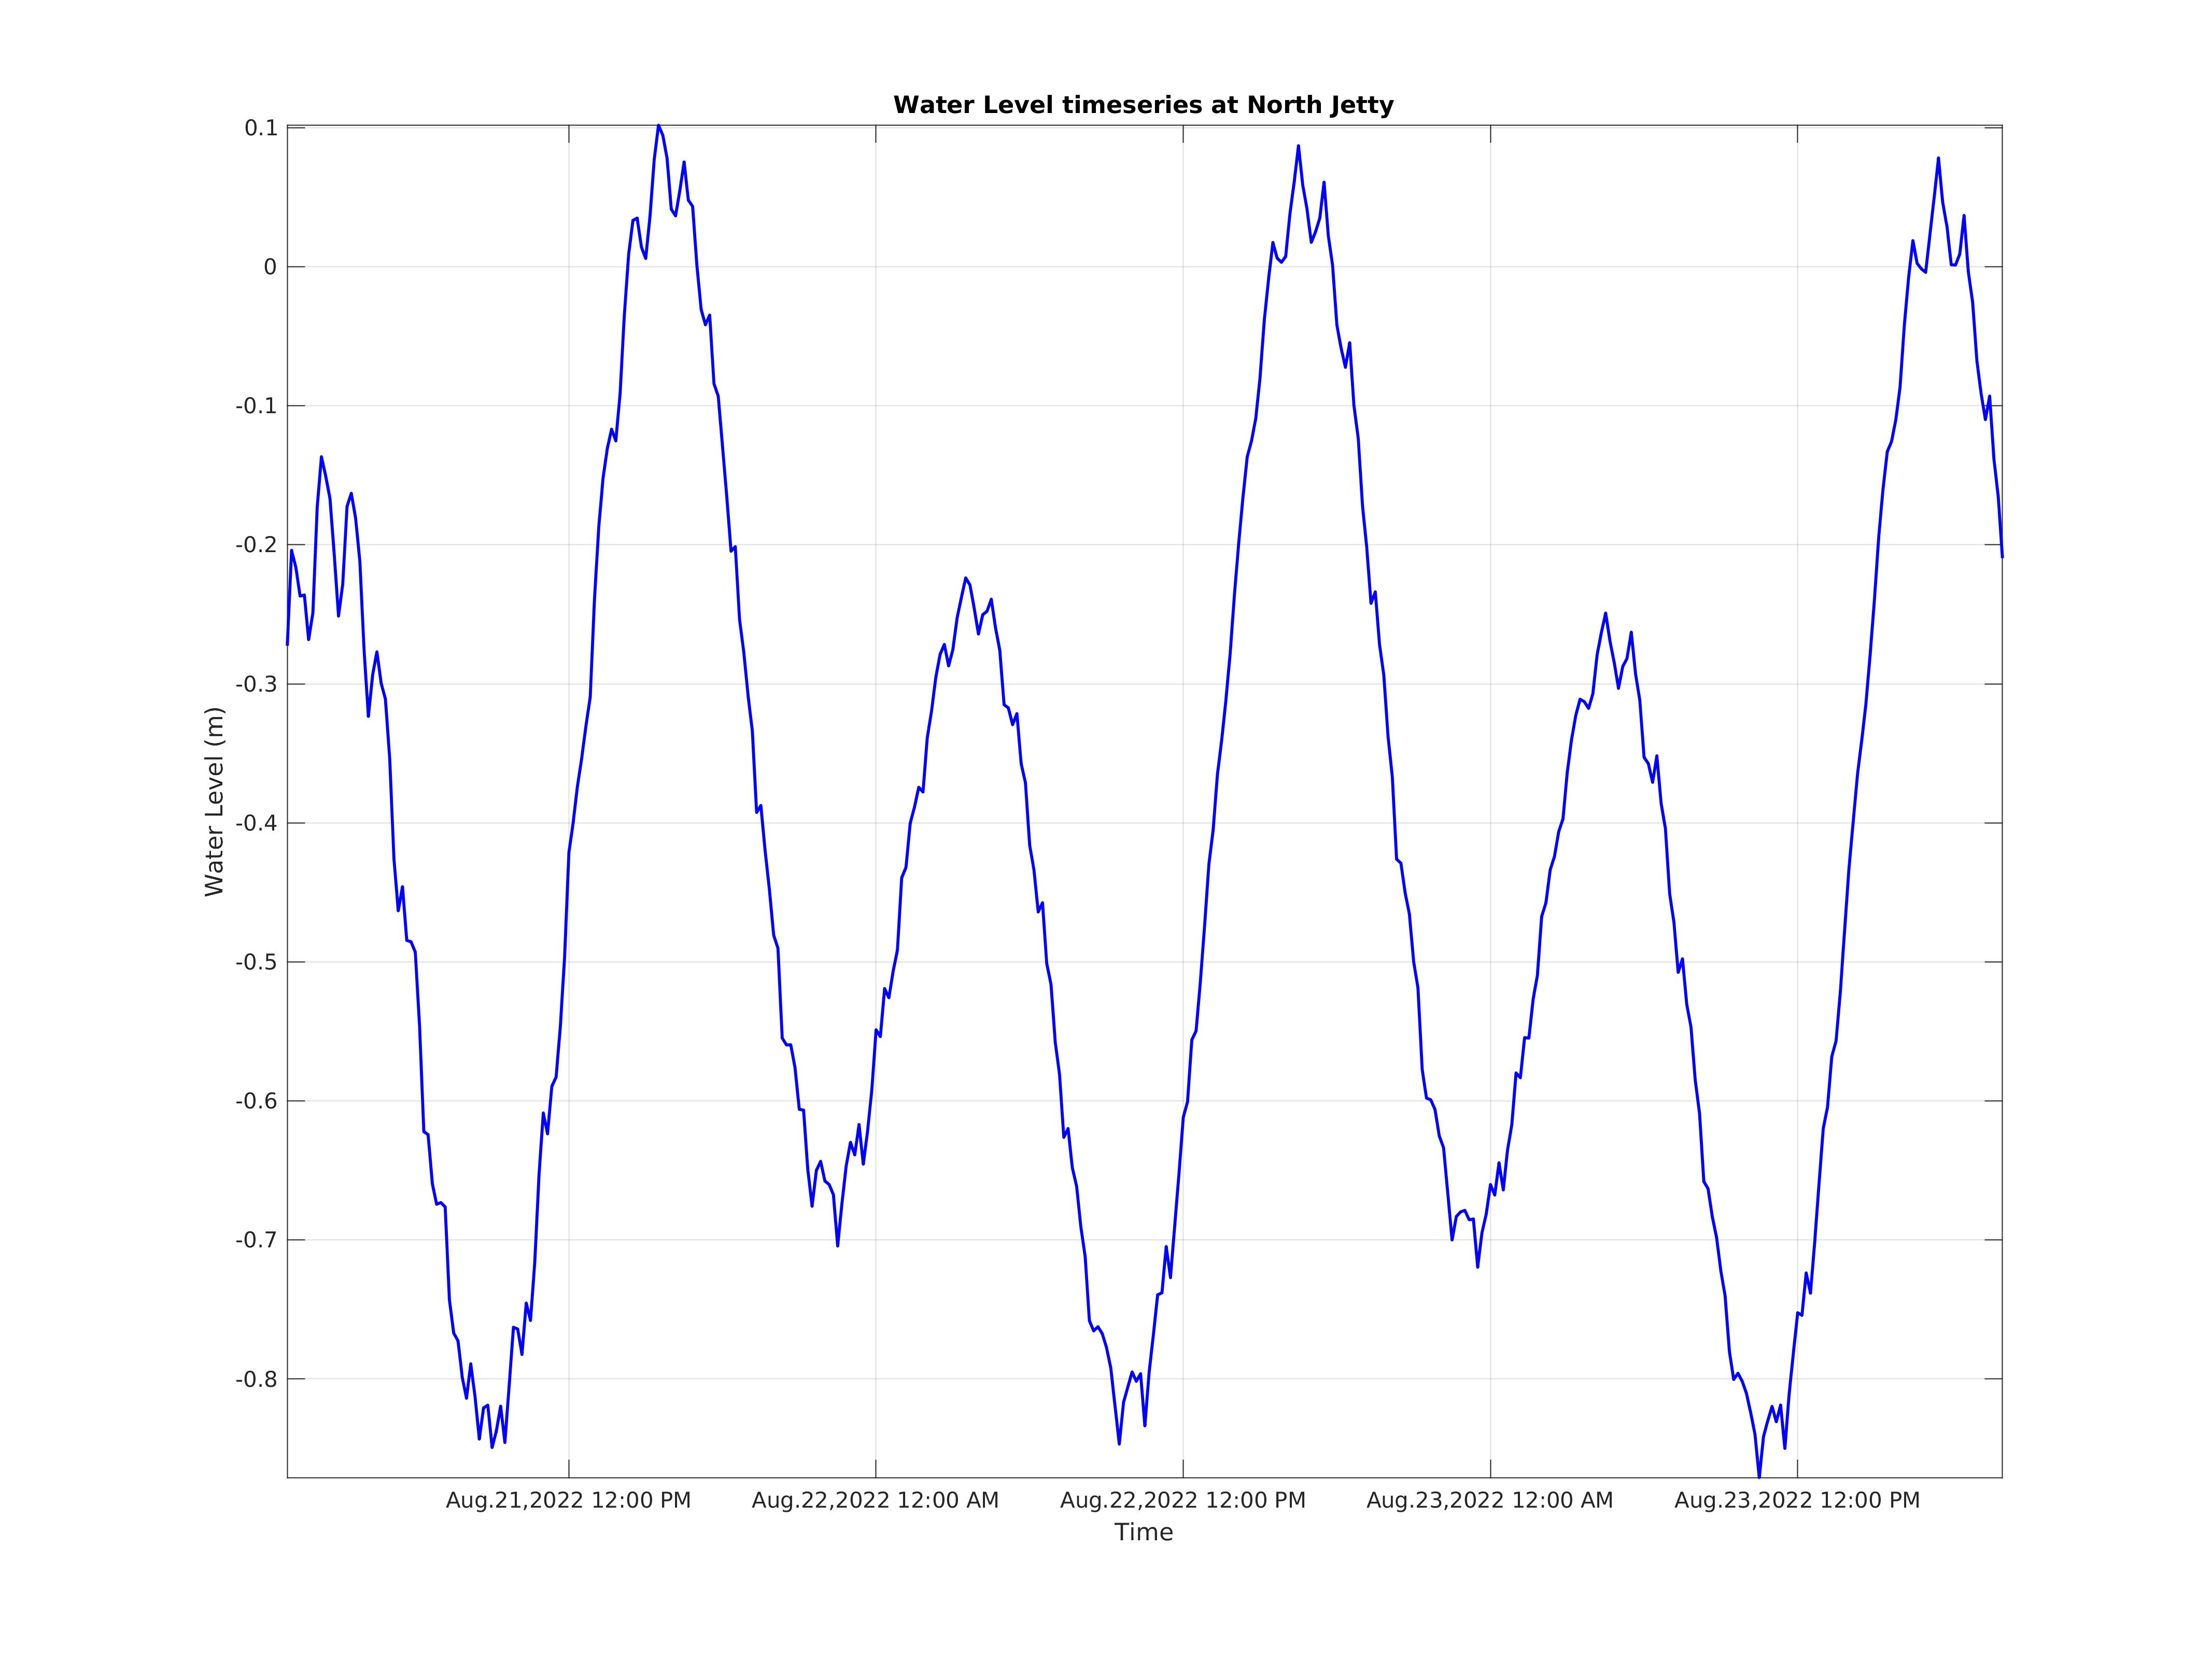 Water Level timeseries at North Jetty
0.1
0
-0.1
-0.2
-0.3
-0.4
-0.5
-0.6
-0.7
-0.8
Water Level (m)
Aug.21,2022 12:00 PM
Aug.22,2022 12:00 AM
Aug.22,2022 12:00 PM
Aug.23,2022 12:00 AM
Aug.23,2022 12:00 PM
Time